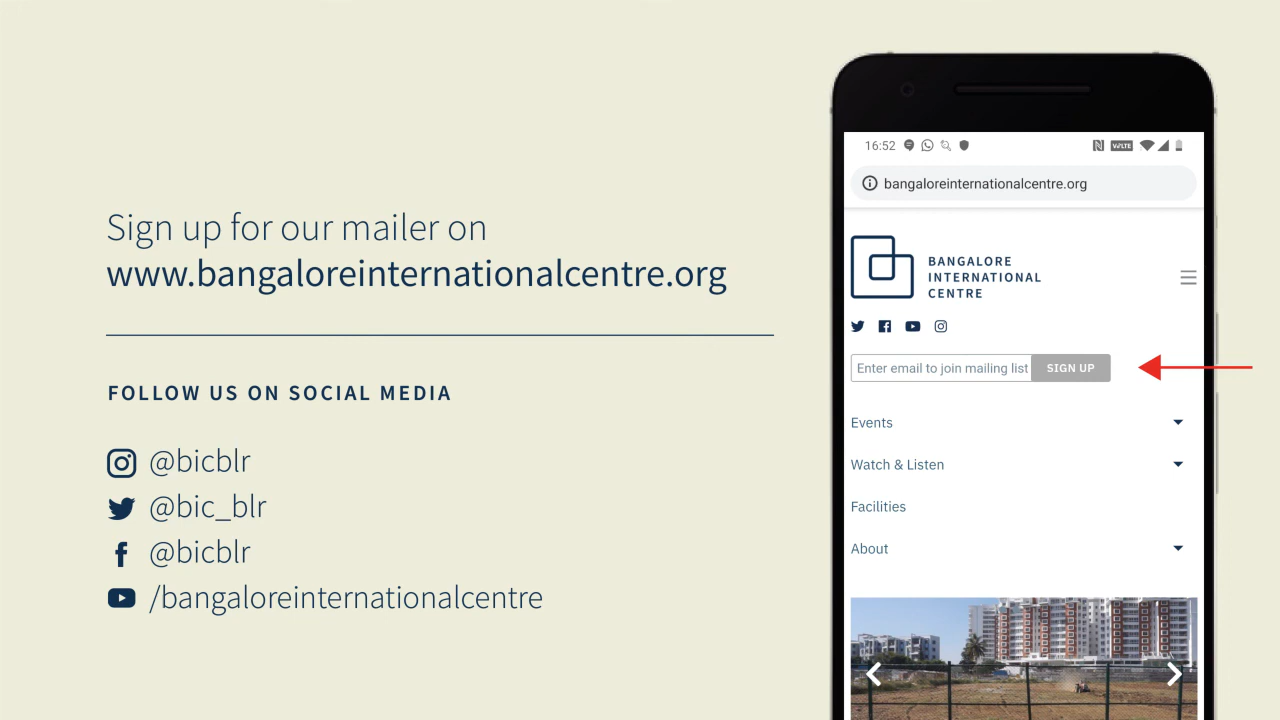 Sign up for our mailer on
www.bangaloreinternationalcentre.org
FOLLOW US ON SOCIAL MEDIA
@bicblr
@bic_blr
@bicblr
/bangaloreinternationalcentre
16:52
VoLTE
bangaloreinternationalcentre.org
BANGALORE
INTERNATIONAL
CENTRE
Enter email to join mailing list
SIGN UP
Events
Watch & Listen
Facilities
About